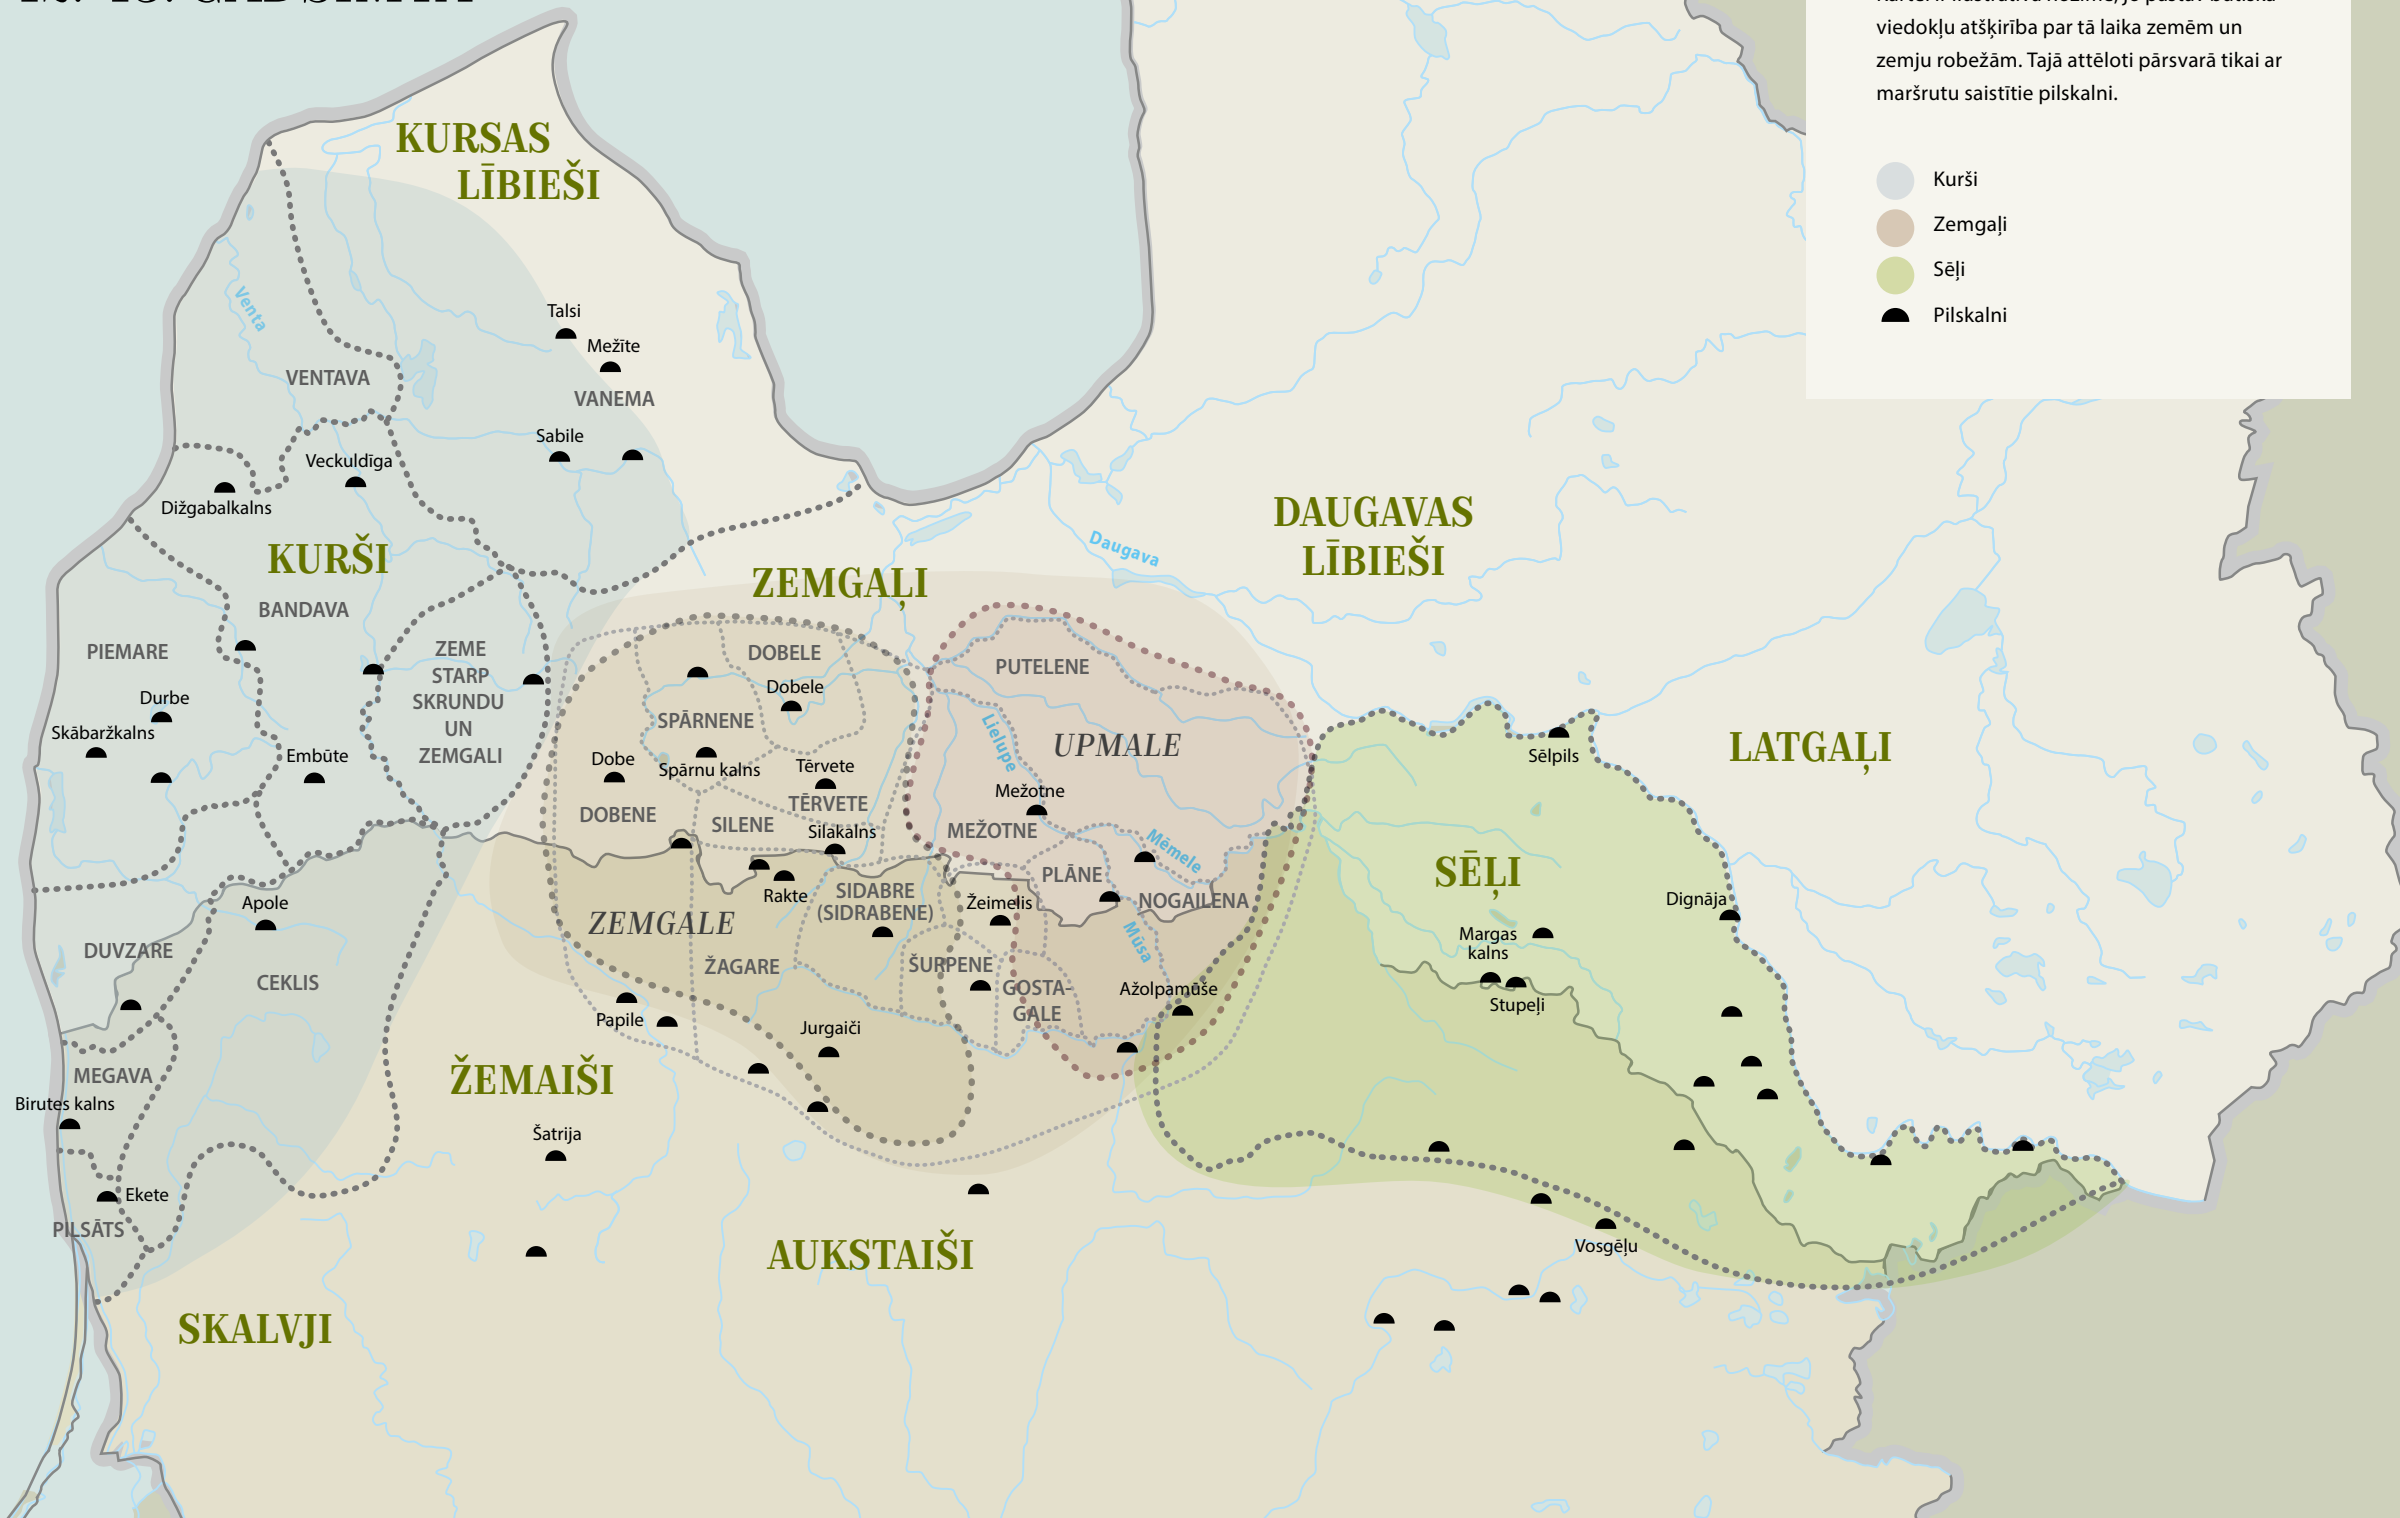 viedokļu atšķirība par tā laika zemēm un
zemju robežām. Tajā attēloti pārsvarā tikai ar
maršrutu saistītie pilskalni.
Kurši
Zemgaļi
Sēļi
Pilskalni
KURSAS
LĪBIEŠI
Venta
Talsi
Mežīte
VENTAVA
VANEMA
Sabile
Veckuldīga
Dižgabalkalns
KURŠI
BANDAVA
PIEMARE
ZEME
STARP
SKRUNDU
UN
ZEMGALI
Durbe
Skābaržkalns
Embūte
Apole
DUVZARE
CEKLIS
MEGAVA
Birutes kalns
Ekete
PILSĀTS
SKALVJI
ZEMGAĻI
DOBELE
Dobele
SPĀRNENE
Dobe
Spārnu kalns
Tērvete
TĒRVETE
DOBENE
SILENE
Silakalns
Rakte
SIDABRE
(SIDRABENE)
ZEMGALE
ŽAGARE
ŠURPENE
Žeimelis
GOSTA-
GALE
Papile
Jurgaiči
ŽEMAIŠI
Šatrija
AUKSTAIŠI
Daugava
DAUGAVAS
LĪBIEŠI
PUTELENE
UPMALE
Lielupe
Mežotne
MEŽOTNE
Mēmele
PLĀNE
NOGAILENA
Mūsa
Ažolpamūše
Sēlpils
LATGAĻI
SĒĻI
Dignāja
Margas
kalns
Stupeļi
Vosgēļu